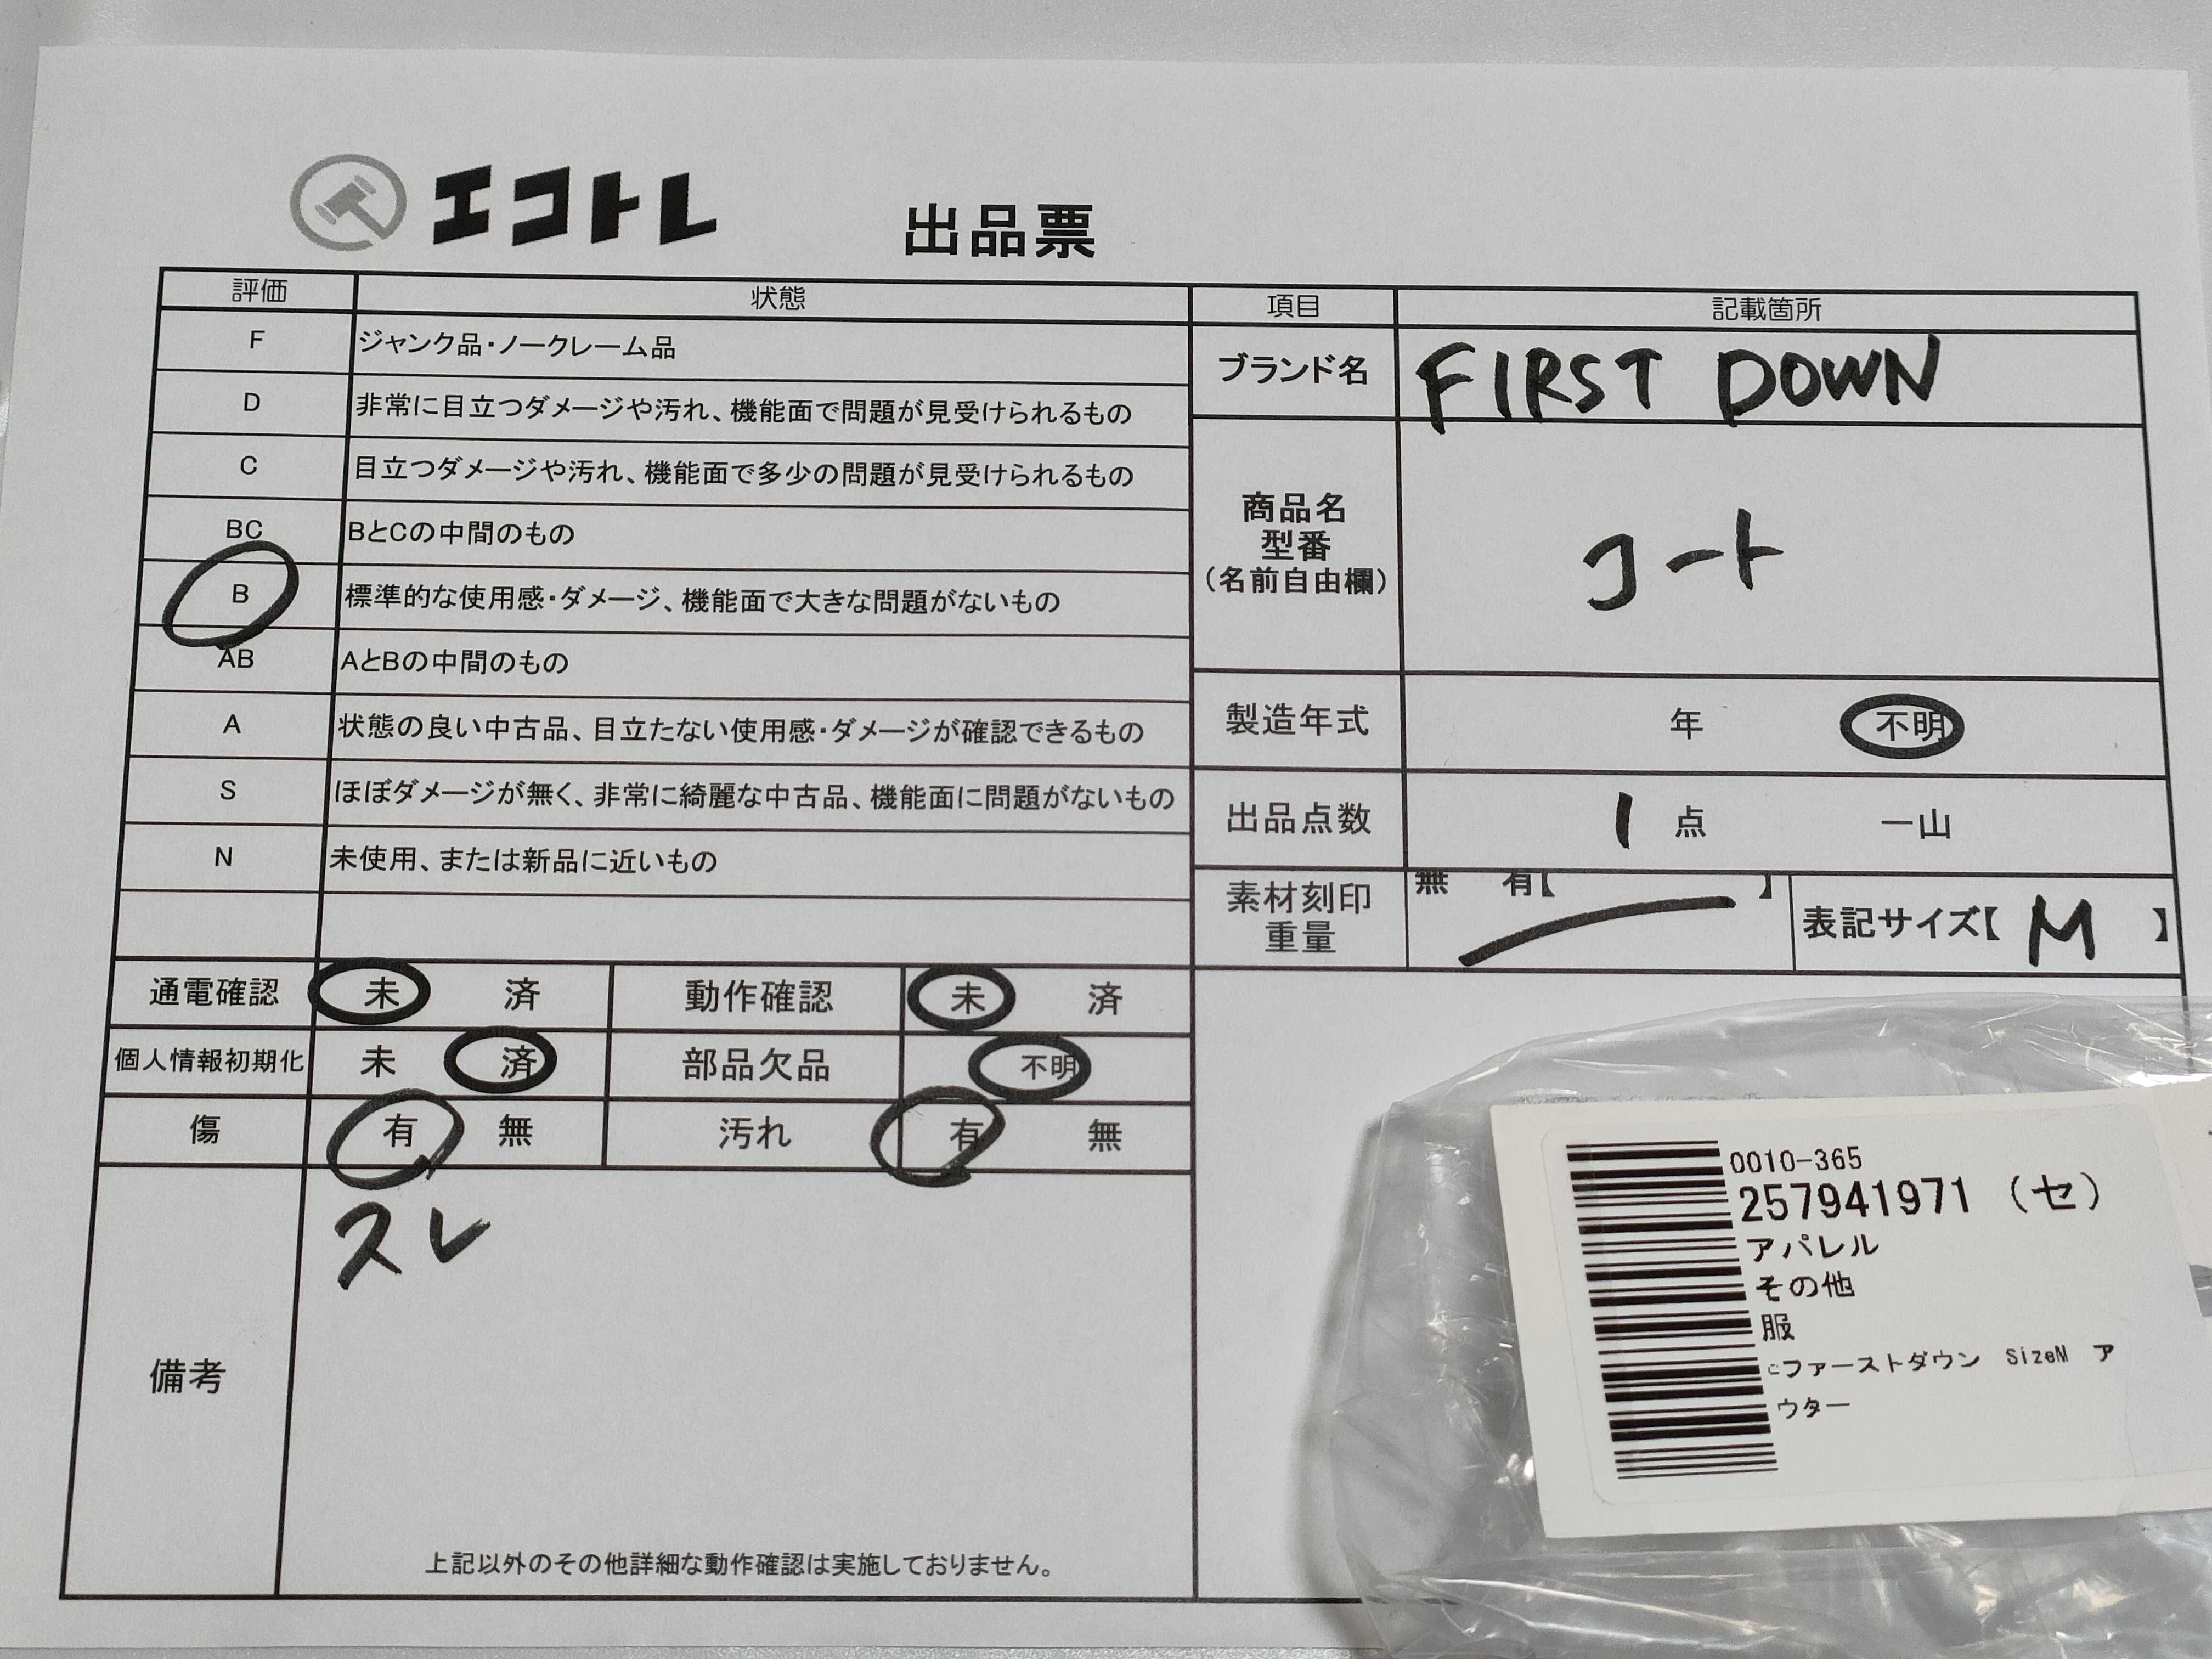 エコトレ
出品票
評価 状態
F ジャンク品・ノークレーム品
D 非常に目立つダメージや汚れ、機能面で問題が見受けられるもの
C 目立つダメージや汚れ、機能面で多少の問題が見受けられるもの
BC BとCの中間のもの
B 標準的な使用感・ダメージ、機能面で大きな問題がないもの
AB AとBの中間のもの
A 状態の良い中古品、目立たない使用感・ダメージが確認できるもの
S ほぼダメージが無く、非常に綺麗な中古品、機能面に問題がないもの
N 未使用、または新品に近いもの
通電確認 未 済 動作確認 未 済
個人情報初期化 未 済 部品欠品 不明
傷 有 無 汚れ 有 無
備考
スレ
上記以外のその他詳細な動作確認は実施しておりません。
項目 記載箇所
ブランド名 FIRST DOWN
商品名
型番
(名前自由欄)
コート
製造年式 年 不明
出品点数 1 点 一山
素材刻印
重量
無 有【 】
表記サイズ【 M 】
0010-365
257941971 (セ)
アパレル
その他
服
cファーストダウン SizeM ア
ウター